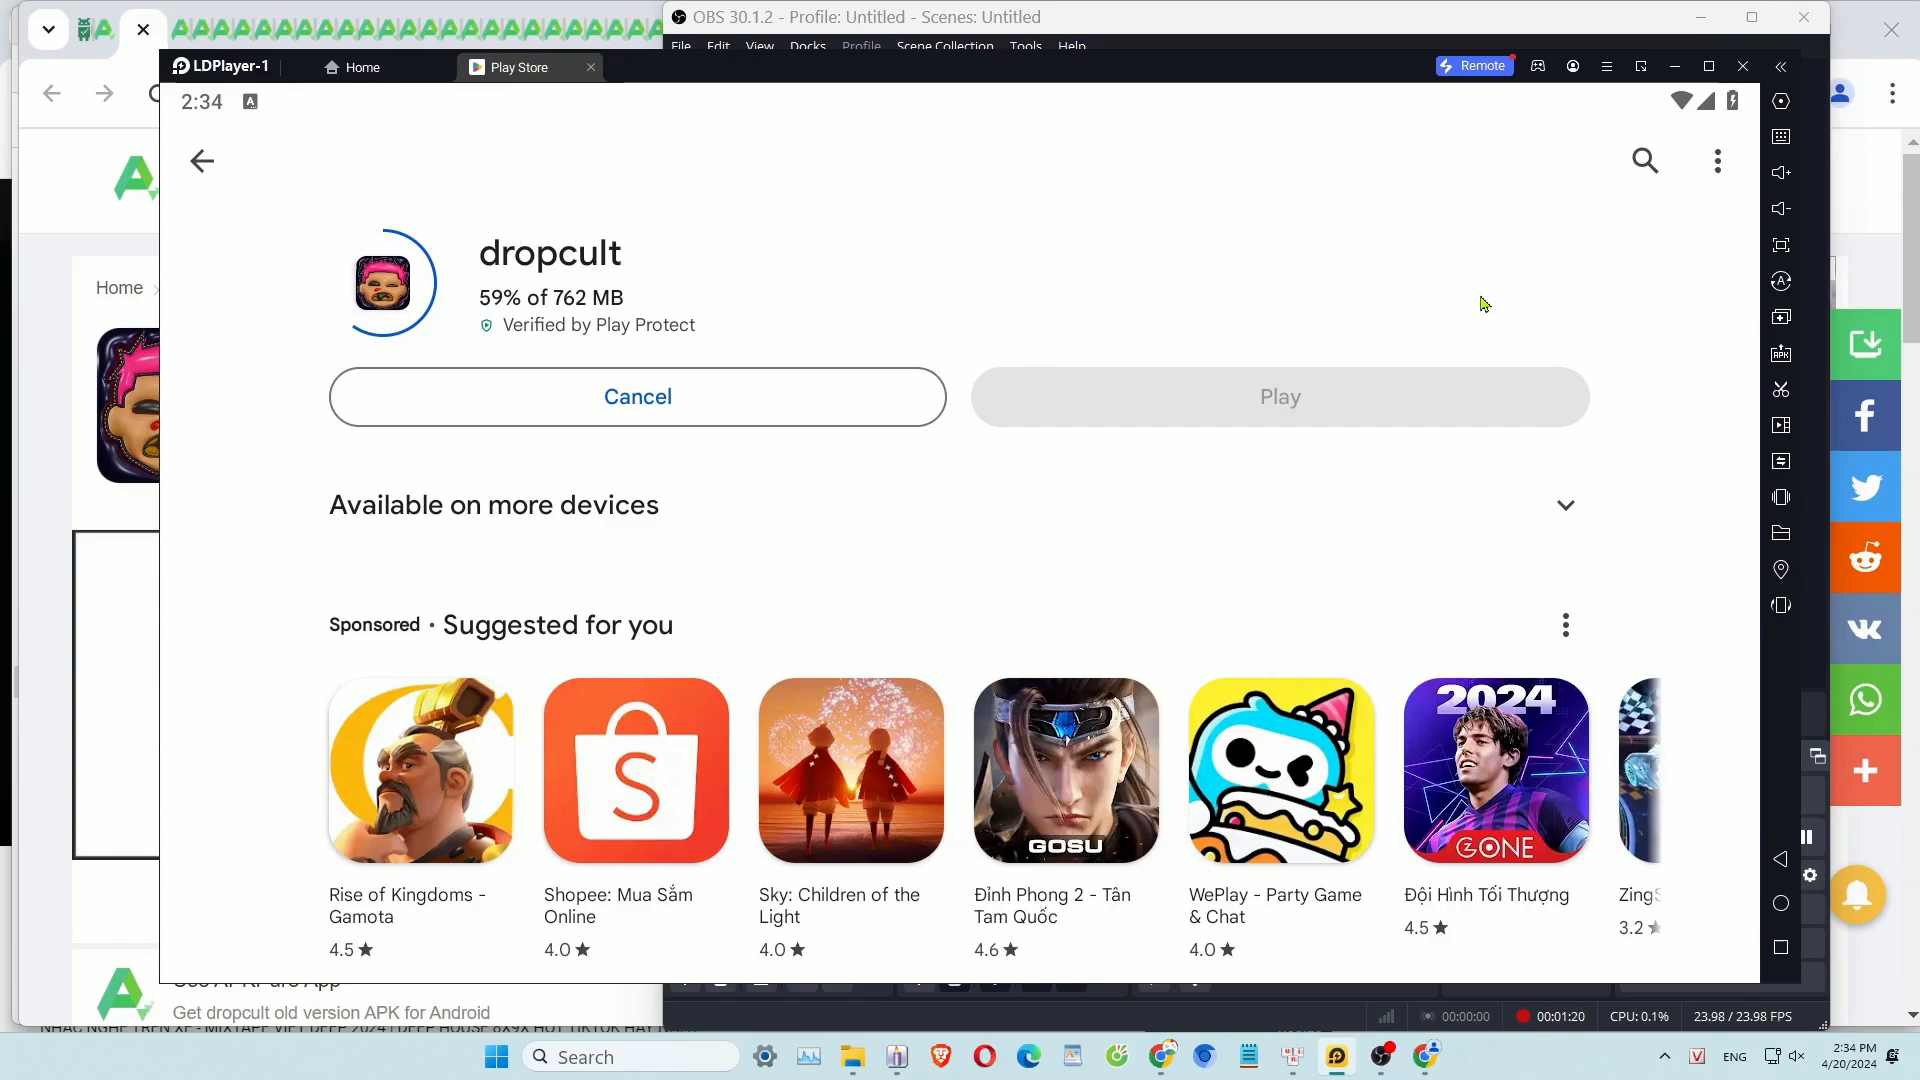 OBS 30.1.2 - Profile: Untitled - Scenes: Untitled
File Edit View Docks Profile Scene Collection Tools Help
LDPlayer-1
Home
Play Store
Remote
2:34
dropcult
59% of 762 MB
Verified by Play Protect
Home
Cancel
Play
Available on more devices
Sponsored • Suggested for you
2024
GOSU
GONE
Rise of Kingdoms - Gamota
4.5 ★
Shopee: Mua Sắm Online
4.0 ★
Sky: Children of the Light
4.0 ★
Đỉnh Phong 2 - Tân Tam Quốc
4.6 ★
WePlay - Party Game & Chat
4.0 ★
Đội Hình Tối Thượng
4.5 ★
ZingS
3.2 ★
Get dropcult old version APK for Android
00:00:00
00:01:20
CPU: 0.1%
23.98 / 23.98 FPS
Search
ENG
2:34 PM
4/20/2024